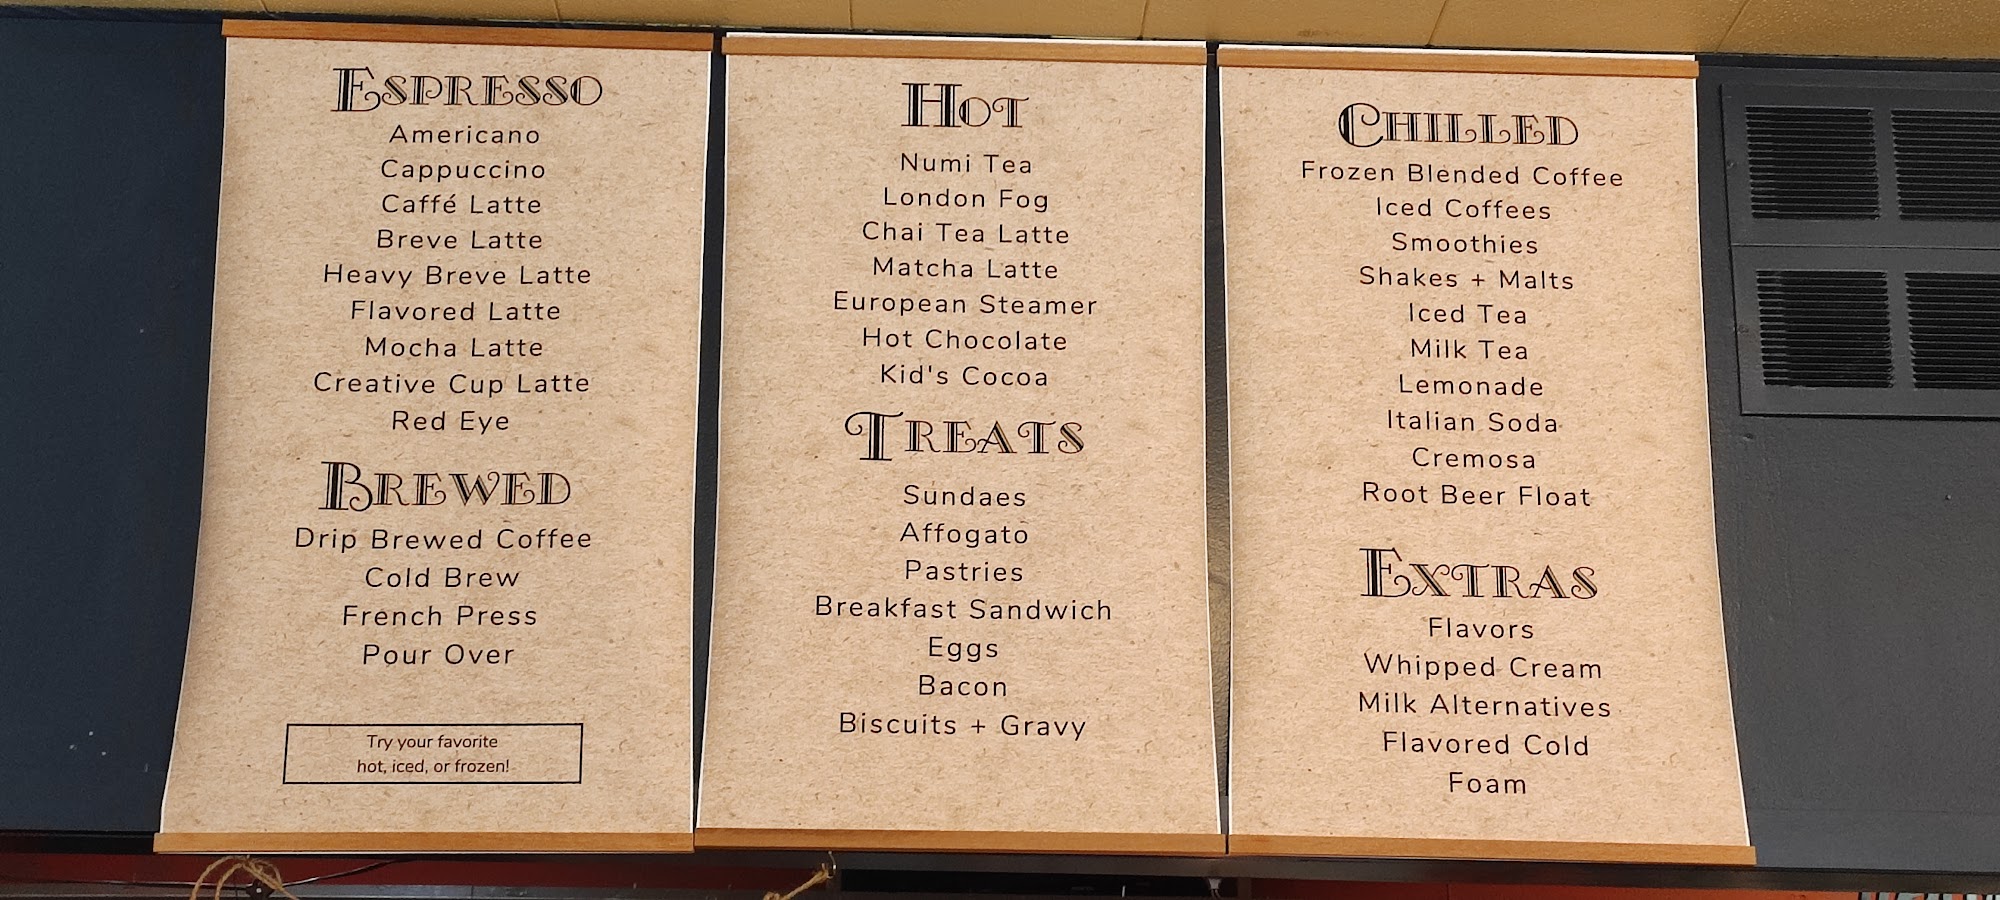 Espresso
Americano
Cappuccino
Caffé Latte
Breve Latte
Heavy Breve Latte
Flavored Latte
Mocha Latte
Creative Cup Latte
Red Eye
Brewed
Drip Brewed Coffee
Cold Brew
French Press
Pour Over
Try your favorite
hot, iced, or frozen!
Hot
Numi Tea
London Fog
Chai Tea Latte
Matcha Latte
European Steamer
Hot Chocolate
Kid's Cocoa
Treats
Sundaes
Affogato
Pastries
Breakfast Sandwich
Eggs
Bacon
Biscuits + Gravy
Chilled
Frozen Blended Coffee
Iced Coffees
Smoothies
Shakes + Malts
Iced Tea
Milk Tea
Lemonade
Italian Soda
Cremosa
Root Beer Float
Extras
Flavors
Whipped Cream
Milk Alternatives
Flavored Cold
Foam